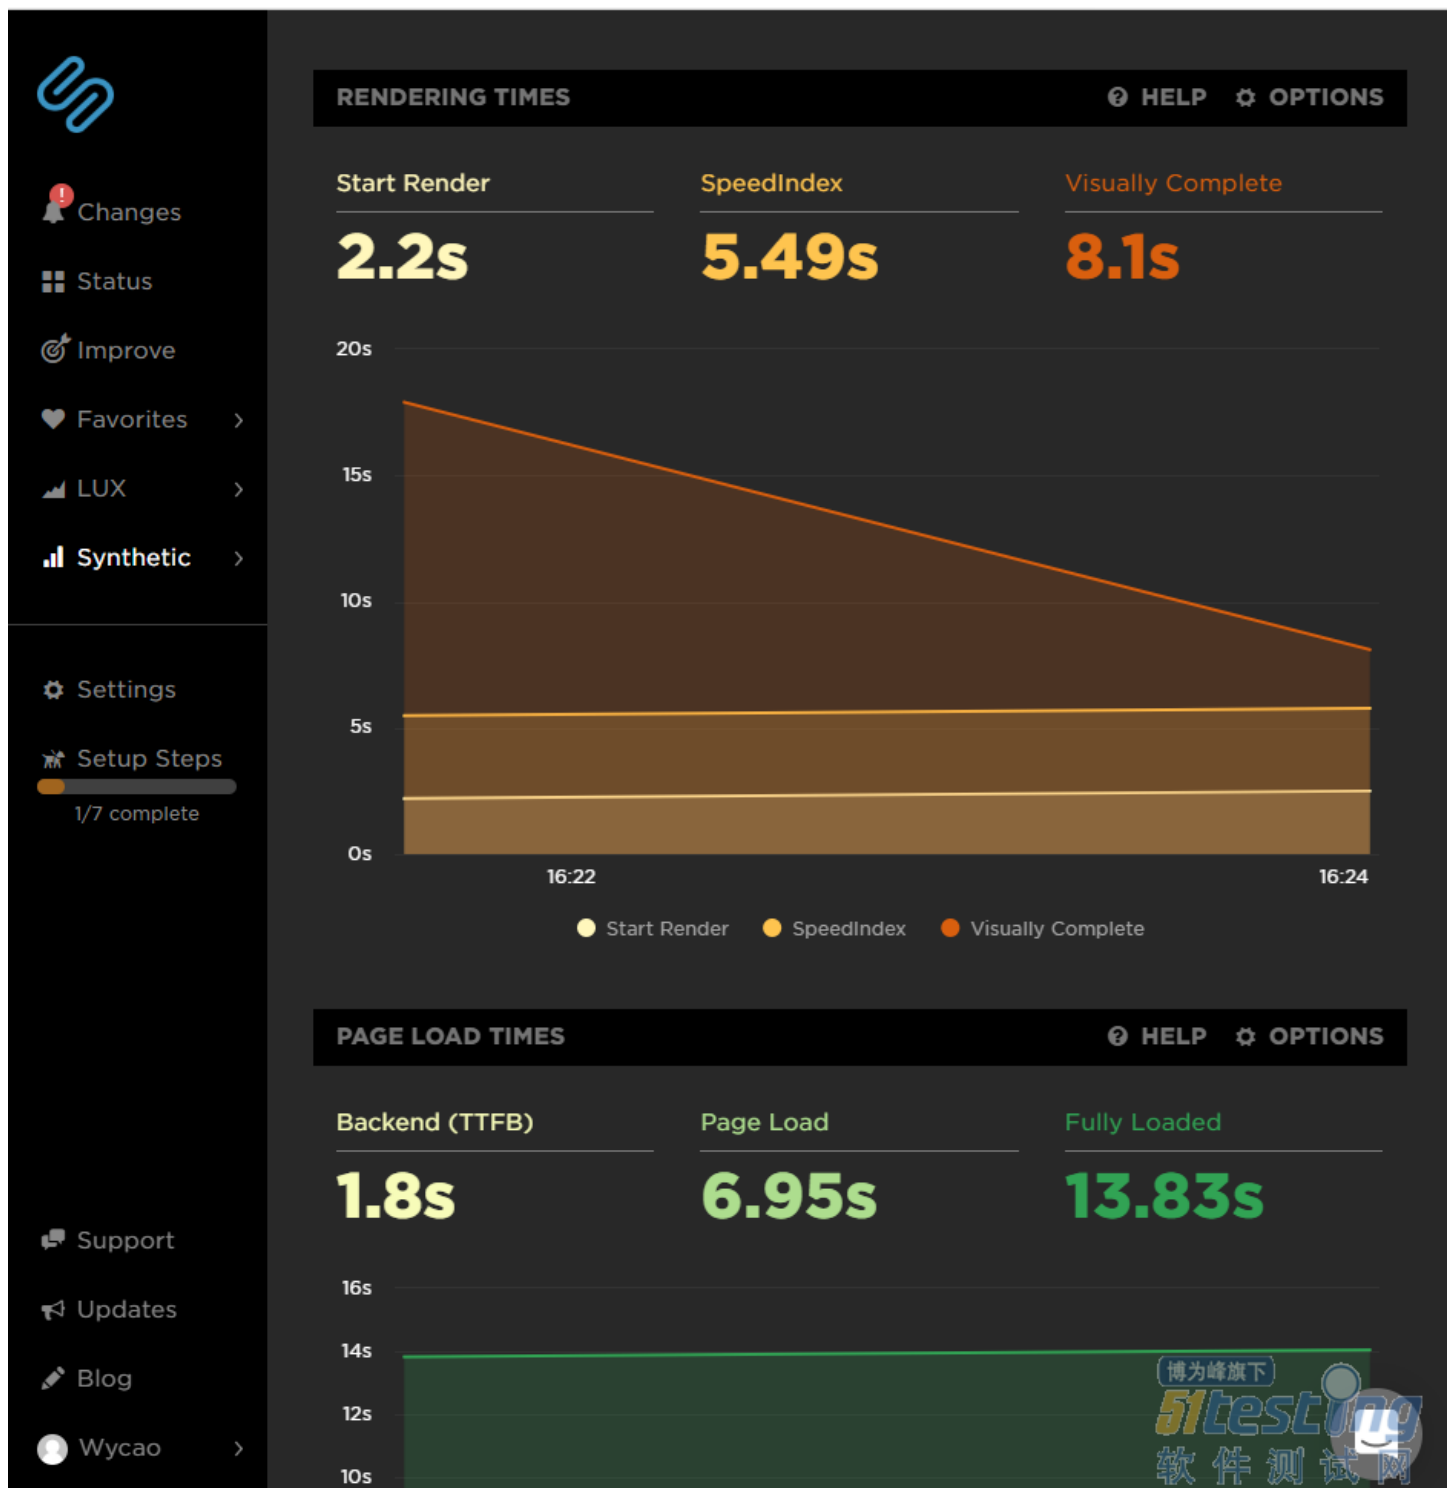 !
Changes
Status
Improve
Favorites
LUX
Synthetic
Settings
Setup Steps
1/7 complete
Support
Updates
Blog
Wycao
RENDERING TIMES
HELP
OPTIONS
Start Render
SpeedIndex
Visually Complete
2.2s
5.49s
8.1s
20s
15s
10s
5s
0s
16:22
16:24
Start Render
SpeedIndex
Visually Complete
PAGE LOAD TIMES
HELP
OPTIONS
Backend (TTFB)
Page Load
Fully Loaded
1.8s
6.95s
13.83s
16s
14s
12s
10s
博为峰旗下
51testing
软件测试网